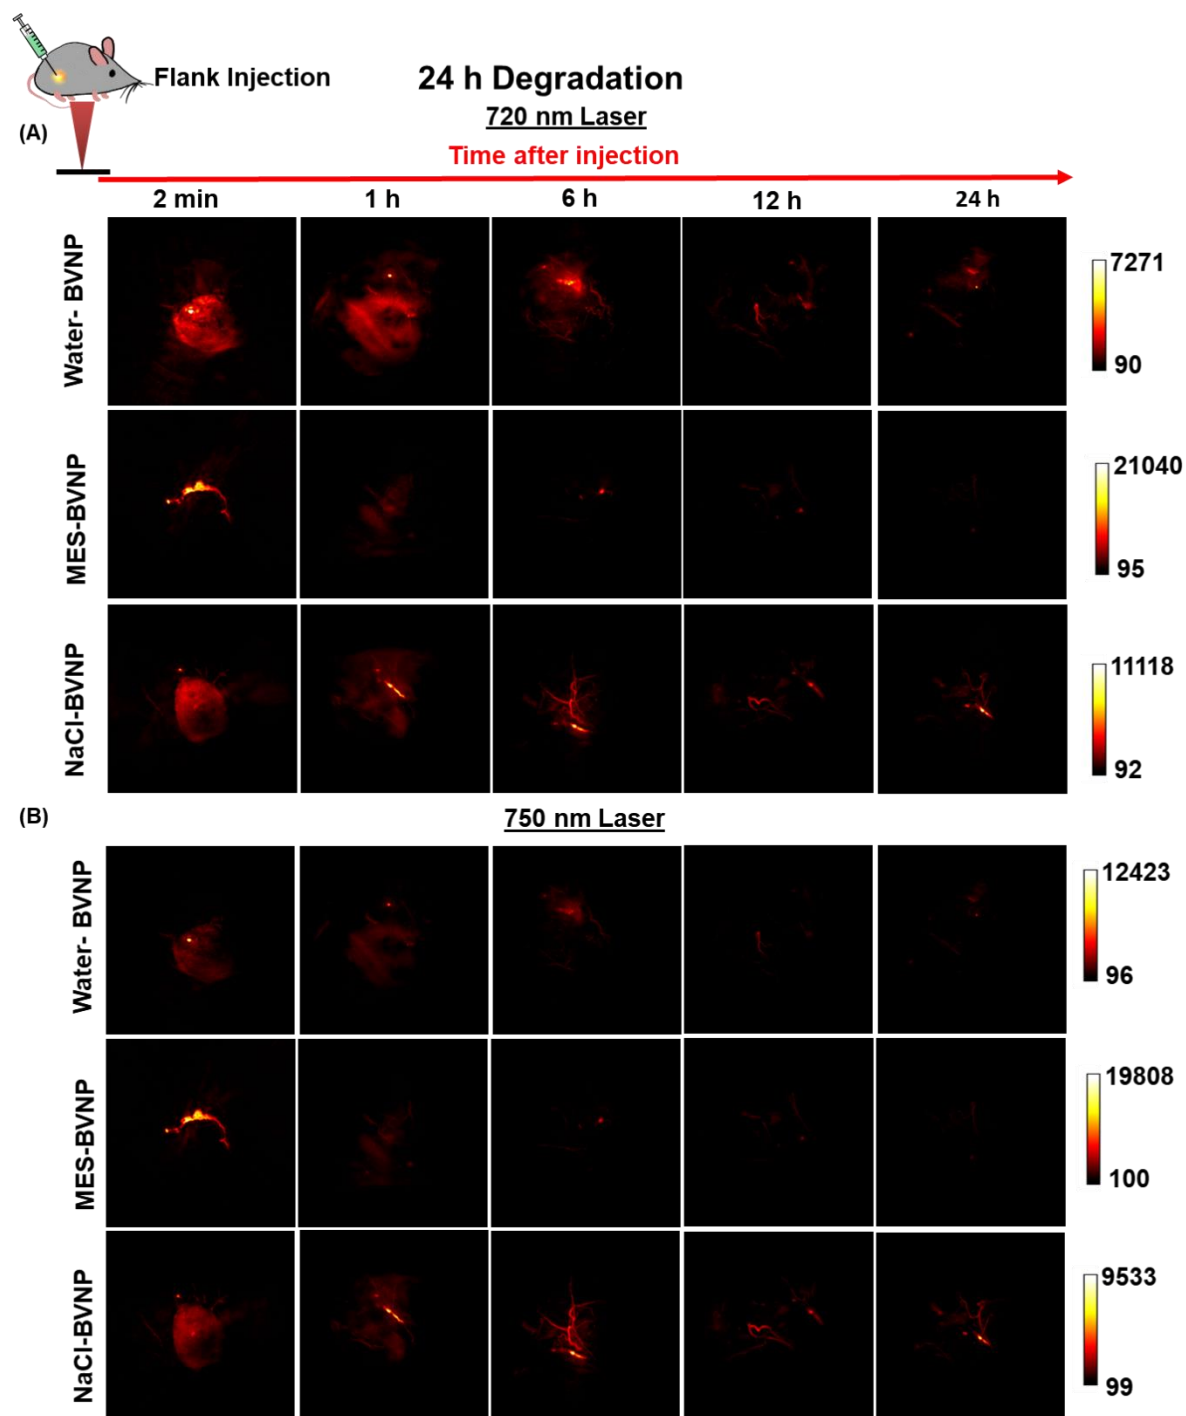 Flank Injection
24 h Degradation
720 nm Laser
(A)
Time after injection
2 min 1 h 6 h 12 h 24 h
Water- BVNP
7271
90
MES-BVNP
21040
95
NaCl-BVNP
11118
92
(B)
750 nm Laser
Water- BVNP
12423
96
MES-BVNP
19808
100
NaCl-BVNP
9533
99